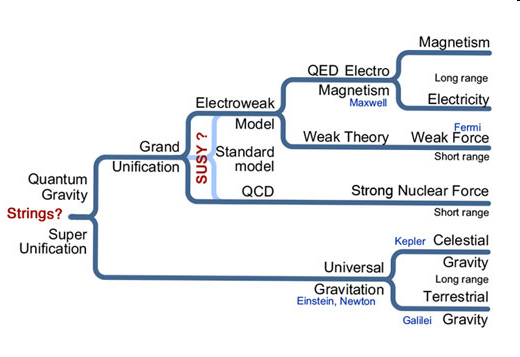 Magnetism
QED Electro
Long range
Magnetism
Maxwell
Electricity
Electroweak
Model
Fermi
Weak Theory
Weak Force
Short range
Grand
Unification
SUSY ?
Standard
model
QCD
Strong Nuclear Force
Short range
Quantum
Gravity
Strings?
Super
Unification
Kepler
Celestial
Gravity
Universal
Gravitation
Einstein, Newton
Long range
Terrestrial
Galilei
Gravity